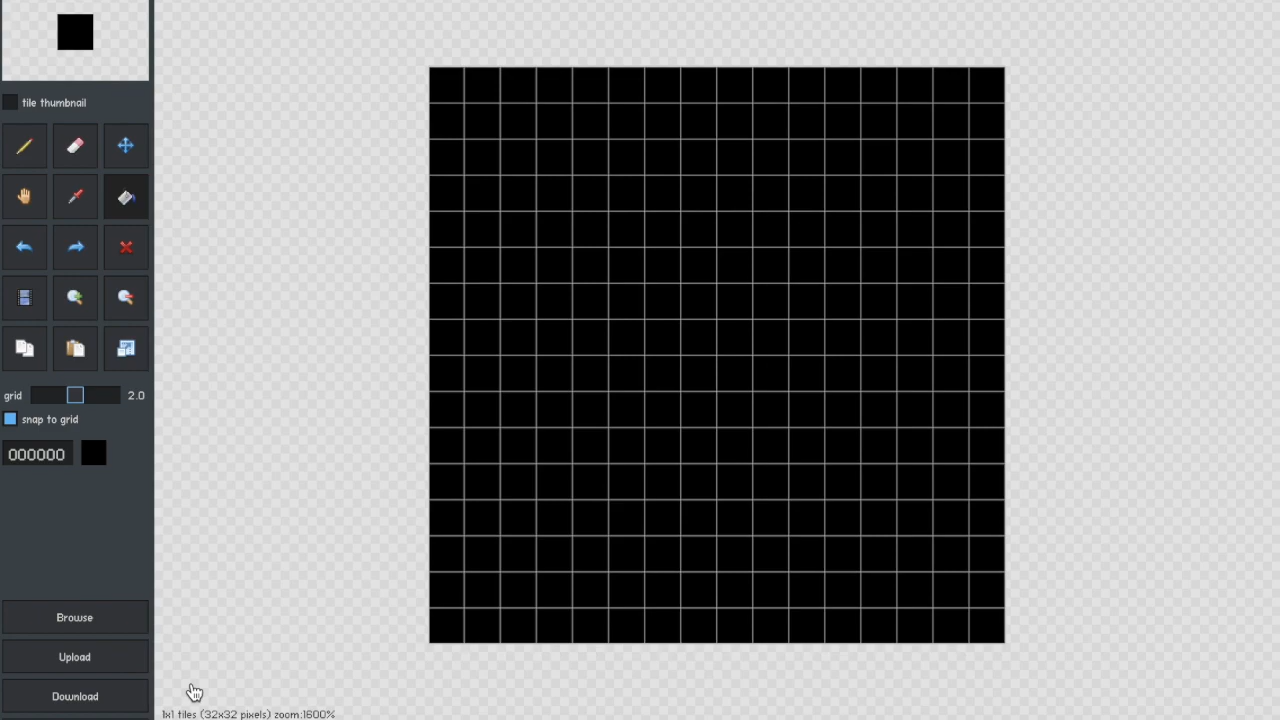 tile thumbnail
grid 2.0
snap to grid
000000
Browse
Upload
Download
1x1 tiles (32x32 pixels) zoom:1600%